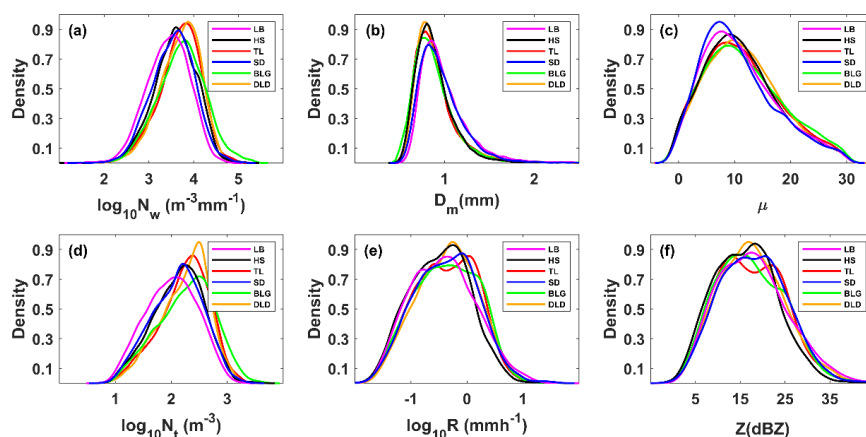 (a)
LB
HS
TL
SD
BLG
DLD
Density
0.9
0.7
0.5
0.3
0.1
2 3 4 5
log₁₀N_w (m⁻³mm⁻¹)
(b)
LB
HS
TL
SD
BLG
DLD
Density
0.9
0.7
0.5
0.3
0.1
1 2
D_m(mm)
(c)
LB
HS
TL
SD
BLG
DLD
Density
0.9
0.7
0.5
0.3
0.1
0 10 20 30
μ
(d)
LB
HS
TL
SD
BLG
DLD
Density
0.9
0.7
0.5
0.3
0.1
1 2 3
log₁₀N_t (m⁻³)
(e)
LB
HS
TL
SD
BLG
DLD
Density
0.9
0.7
0.5
0.3
0.1
-1 0 1
log₁₀R (mmh⁻¹)
(f)
LB
HS
TL
SD
BLG
DLD
Density
0.9
0.7
0.5
0.3
0.1
5 15 25 35
Z(dBZ)